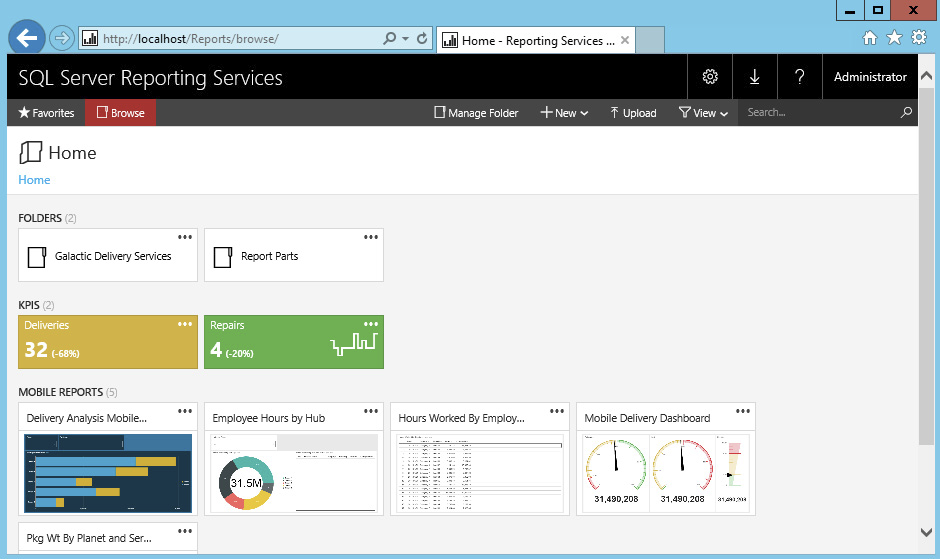 http://localhost/Reports/browse/
Home - Reporting Services ...
SQL Server Reporting Services
Administrator
Favorites
Browse
Manage Folder
New
Upload
View
Search...
Home
Home
FOLDERS (2)
Galactic Delivery Services
Report Parts
KPIS (2)
Deliveries
32 (-68%)
Repairs
4 (-20%)
MOBILE REPORTS (5)
Delivery Analysis Mobile...
Employee Hours by Hub
Hours Worked By Employ...
Mobile Delivery Dashboard
31.5M
31,490,208
31,490,208
31,490,208
Pkg Wt By Planet and Ser...